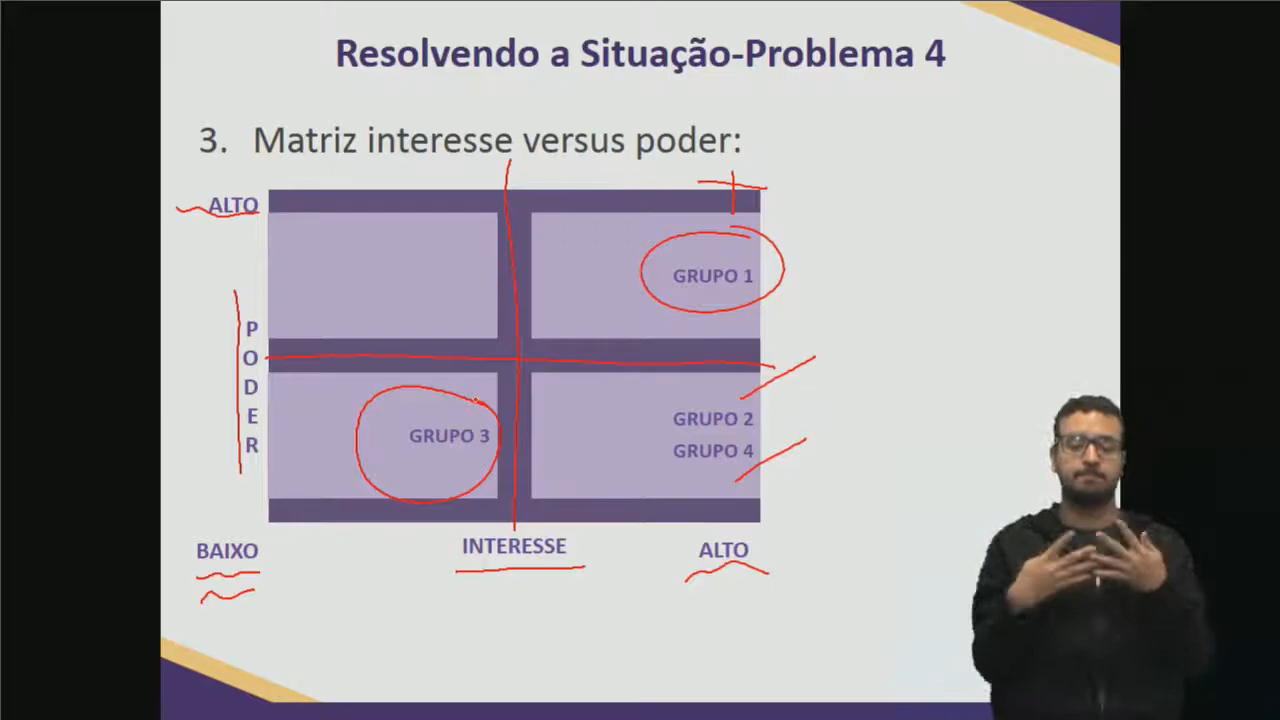 Resolvendo a Situação-Problema 4
3. Matriz interesse versus poder:
ALTO
GRUPO 1
P
O
D
E
R
GRUPO 3
GRUPO 2
GRUPO 4
BAIXO
INTERESSE
ALTO